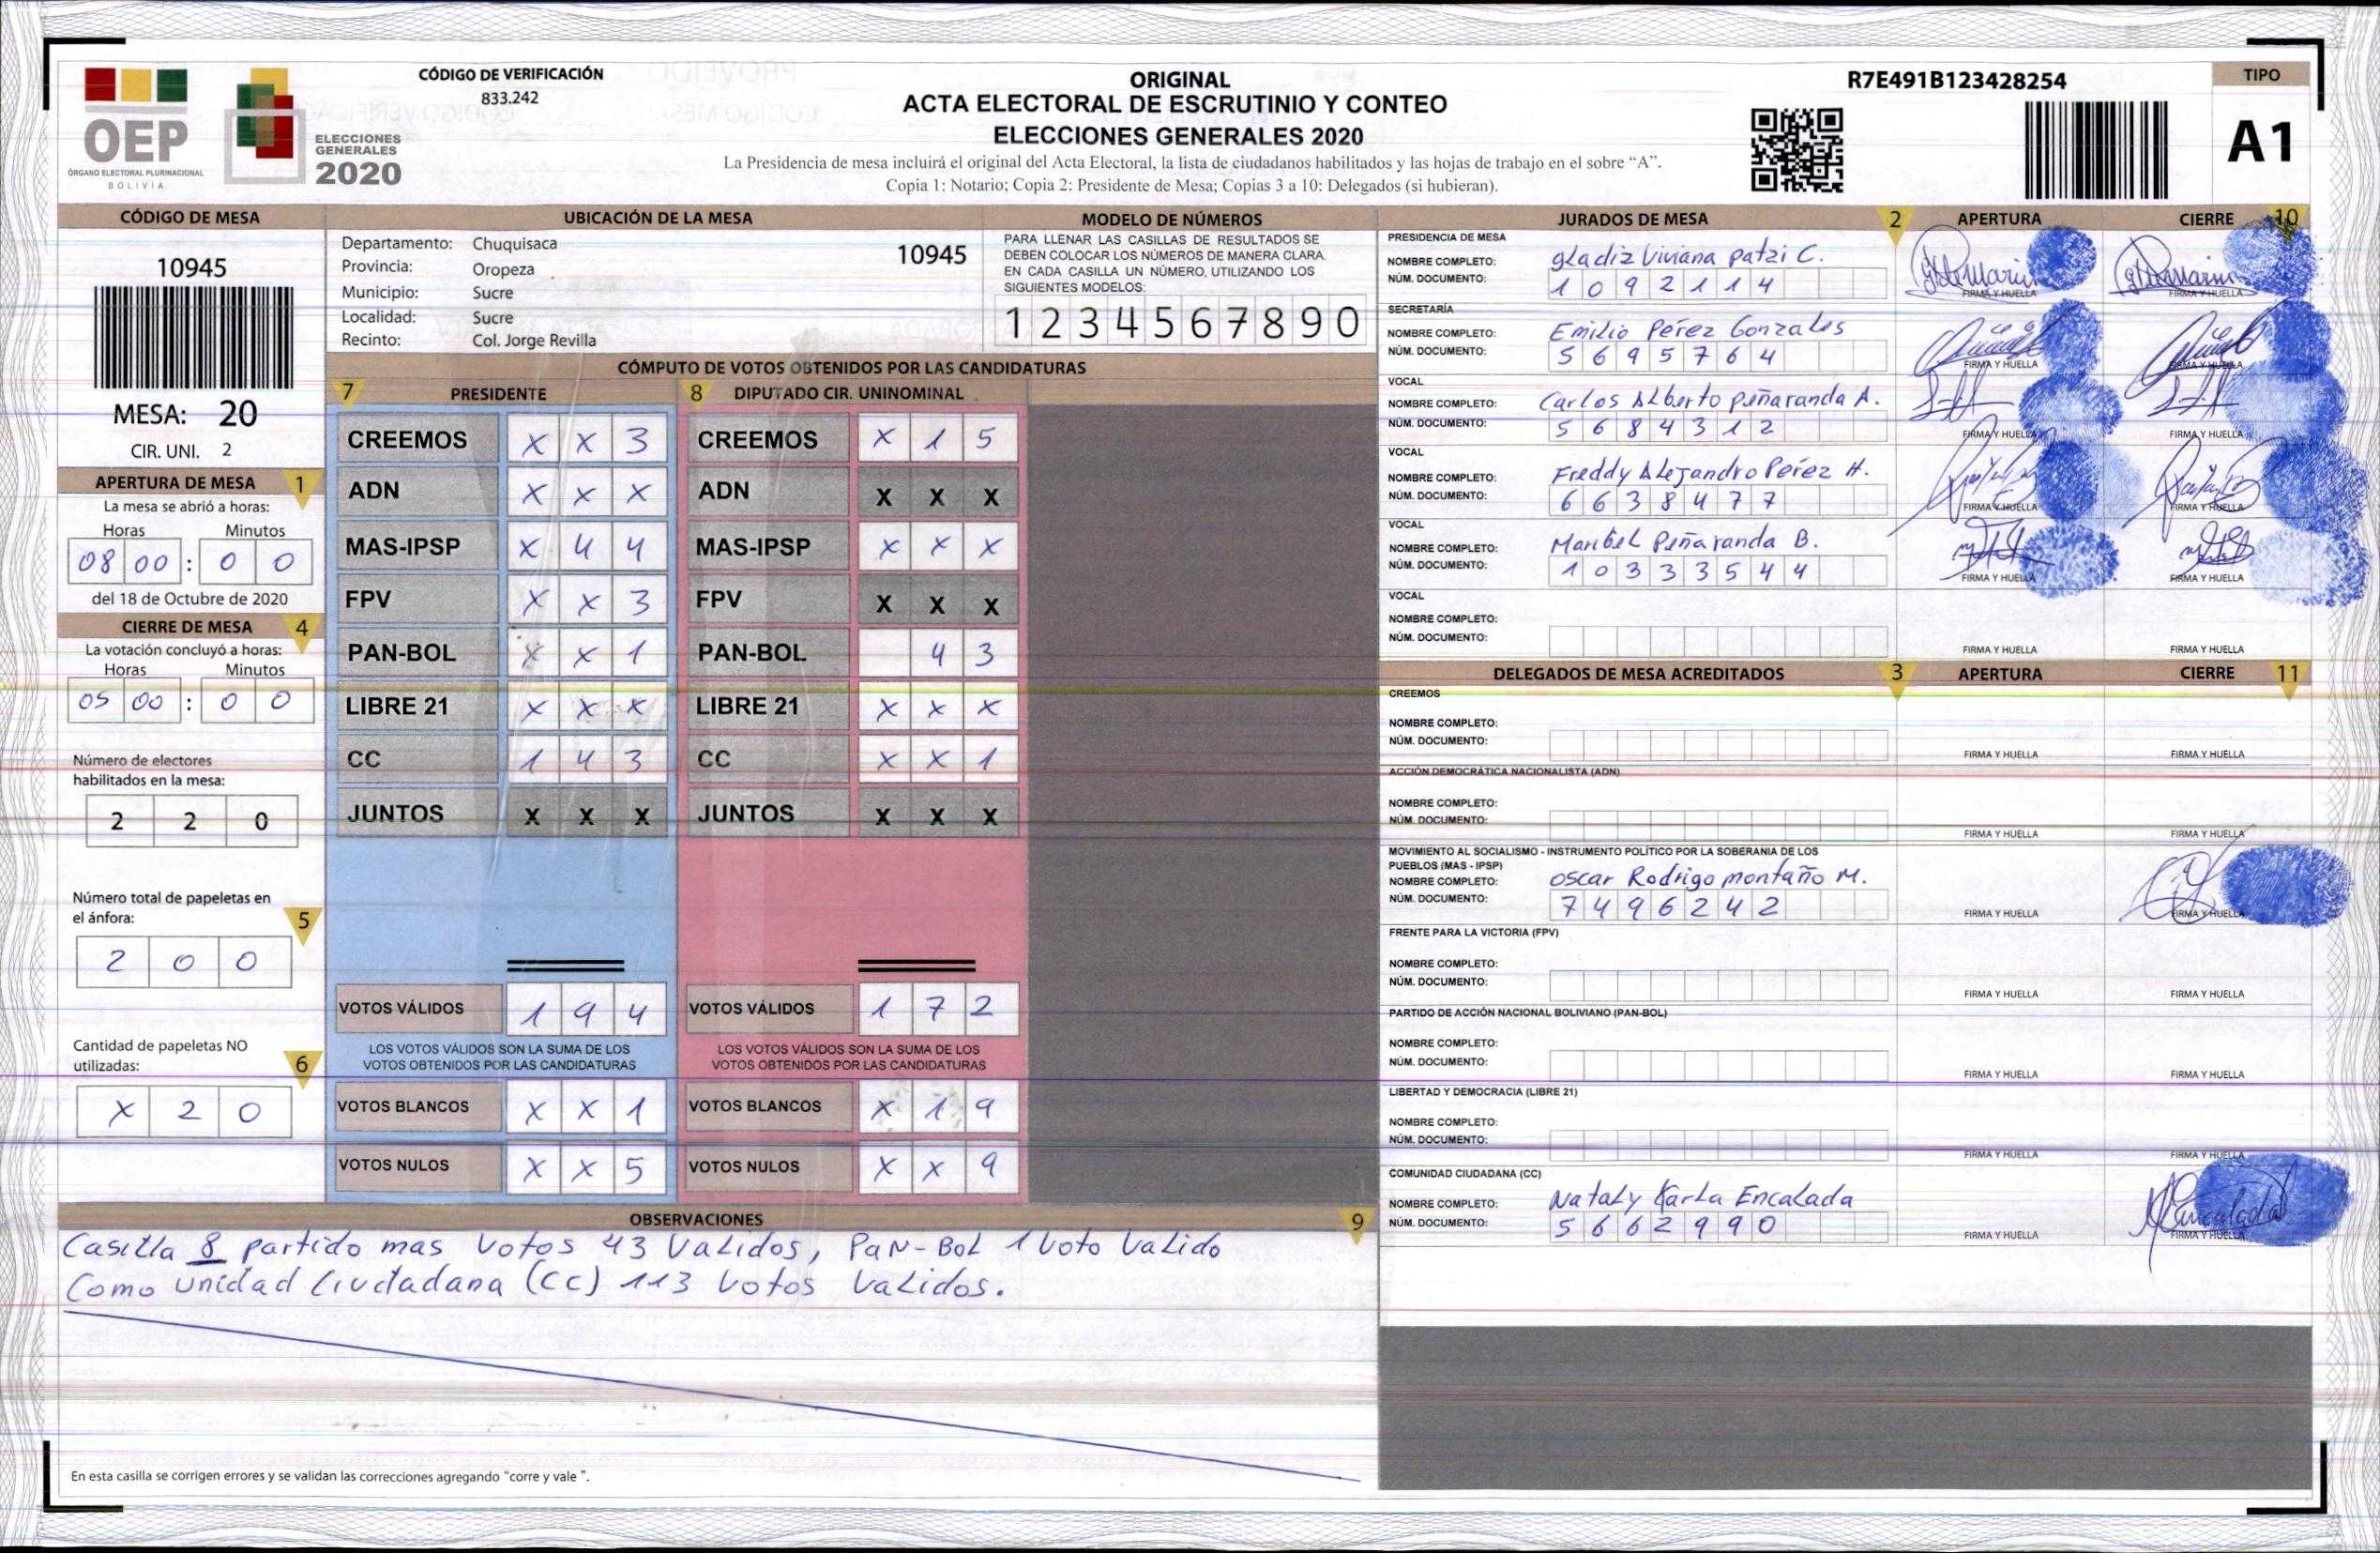 CÓDIGO DE VERIFICACIÓN
833.242
OEP
ÓRGANO ELECTORAL PLURINACIONAL
BOLIVIA
ELECCIONES
GENERALES
2020
ORIGINAL
ACTA ELECTORAL DE ESCRUTINIO Y CONTEO
ELECCIONES GENERALES 2020
La Presidencia de mesa incluirá el original del Acta Electoral, la lista de ciudadanos habilitados y las hojas de trabajo en el sobre “A”.
Copia 1: Notario; Copia 2: Presidente de Mesa; Copias 3 a 10: Delegados (si hubieran).
R7E491B123428254
TIPO
A1
CÓDIGO DE MESA
10945
MESA: 20
CIR. UNI. 2
APERTURA DE MESA 1
La mesa se abrió a horas:
Horas Minutos
08 00 : 0 0
del 18 de Octubre de 2020
CIERRE DE MESA 4
La votación concluyó a horas:
Horas Minutos
05 00 : 0 0
Número de electores
habilitados en la mesa:
2 2 0
Número total de papeletas en
el ánfora: 5
2 0 0
Cantidad de papeletas NO
utilizadas: 6
X 2 0
UBICACIÓN DE LA MESA
Departamento: Chuquisaca 10945
Provincia: Oropeza
Municipio: Sucre
Localidad: Sucre
Recinto: Col. Jorge Revilla
MODELO DE NÚMEROS
PARA LLENAR LAS CASILLAS DE RESULTADOS SE
DEBEN COLOCAR LOS NÚMEROS DE MANERA CLARA.
EN CADA CASILLA UN NÚMERO, UTILIZANDO LOS
SIGUIENTES MODELOS:
1 2 3 4 5 6 7 8 9 0
CÓMPUTO DE VOTOS OBTENIDOS POR LAS CANDIDATURAS
7 PRESIDENTE 8 DIPUTADO CIR. UNINOMINAL
CREEMOS X X 3 CREEMOS X 1 5
ADN X X X ADN X X X
MAS-IPSP X 4 4 MAS-IPSP X X X
FPV X X 3 FPV X X X
PAN-BOL X X 1 PAN-BOL 4 3
LIBRE 21 X X X LIBRE 21 X X X
CC 1 4 3 CC X X 1
JUNTOS X X X JUNTOS X X X
VOTOS VÁLIDOS 1 9 4 VOTOS VÁLIDOS 1 7 2
LOS VOTOS VÁLIDOS SON LA SUMA DE LOS LOS VOTOS VÁLIDOS SON LA SUMA DE LOS
VOTOS OBTENIDOS POR LAS CANDIDATURAS VOTOS OBTENIDOS POR LAS CANDIDATURAS
VOTOS BLANCOS X X 1 VOTOS BLANCOS X 1 9
VOTOS NULOS X X 5 VOTOS NULOS X X 9
OBSERVACIONES 9
Casilla 8 partido mas votos 43 Validos, PaN-Bol 1 Voto Valido
Como unidad Ciudadana (CC) 113 Votos Validos.
En esta casilla se corrigen errores y se validan las correcciones agregando “corre y vale ”.
JURADOS DE MESA 2 APERTURA CIERRE 10
PRESIDENCIA DE MESA
NOMBRE COMPLETO: gladiz Viviana Patzi C.
NÚM. DOCUMENTO: 1 0 9 2 1 1 4
FIRMA Y HUELLA FIRMA Y HUELLA
SECRETARÍA
NOMBRE COMPLETO: Emilio Pérez Gonzales
NÚM. DOCUMENTO: 5 6 9 5 7 6 4
FIRMA Y HUELLA FIRMA Y HUELLA
VOCAL
NOMBRE COMPLETO: Carlos Alberto Peñaranda A.
NÚM. DOCUMENTO: 5 6 8 4 3 1 2
FIRMA Y HUELLA FIRMA Y HUELLA
VOCAL
NOMBRE COMPLETO: Freddy Alejandro Pérez H.
NÚM. DOCUMENTO: 6 6 3 8 4 7 7
FIRMA Y HUELLA FIRMA Y HUELLA
VOCAL
NOMBRE COMPLETO: Maribel Peñaranda B.
NÚM. DOCUMENTO: 1 0 3 3 3 5 4 4
FIRMA Y HUELLA FIRMA Y HUELLA
VOCAL
NOMBRE COMPLETO:
NÚM. DOCUMENTO:
FIRMA Y HUELLA FIRMA Y HUELLA
DELEGADOS DE MESA ACREDITADOS 3 APERTURA CIERRE 11
CREEMOS
NOMBRE COMPLETO:
NÚM. DOCUMENTO:
FIRMA Y HUELLA FIRMA Y HUELLA
ACCIÓN DEMOCRÁTICA NACIONALISTA (ADN)
NOMBRE COMPLETO:
NÚM. DOCUMENTO:
FIRMA Y HUELLA FIRMA Y HUELLA
MOVIMIENTO AL SOCIALISMO - INSTRUMENTO POLÍTICO POR LA SOBERANIA DE LOS
PUEBLOS (MAS - IPSP)
NOMBRE COMPLETO: Oscar Rodrigo Montaño M.
NÚM. DOCUMENTO: 7 4 9 6 2 4 2
FIRMA Y HUELLA FIRMA Y HUELLA
FRENTE PARA LA VICTORIA (FPV)
NOMBRE COMPLETO:
NÚM. DOCUMENTO:
FIRMA Y HUELLA FIRMA Y HUELLA
PARTIDO DE ACCIÓN NACIONAL BOLIVIANO (PAN-BOL)
NOMBRE COMPLETO:
NÚM. DOCUMENTO:
FIRMA Y HUELLA FIRMA Y HUELLA
LIBERTAD Y DEMOCRACIA (LIBRE 21)
NOMBRE COMPLETO:
NÚM. DOCUMENTO:
FIRMA Y HUELLA FIRMA Y HUELLA
COMUNIDAD CIUDADANA (CC)
NOMBRE COMPLETO: Nataly Karla Encalada
NÚM. DOCUMENTO: 5 6 6 2 9 9 0
FIRMA Y HUELLA FIRMA Y HUELLA